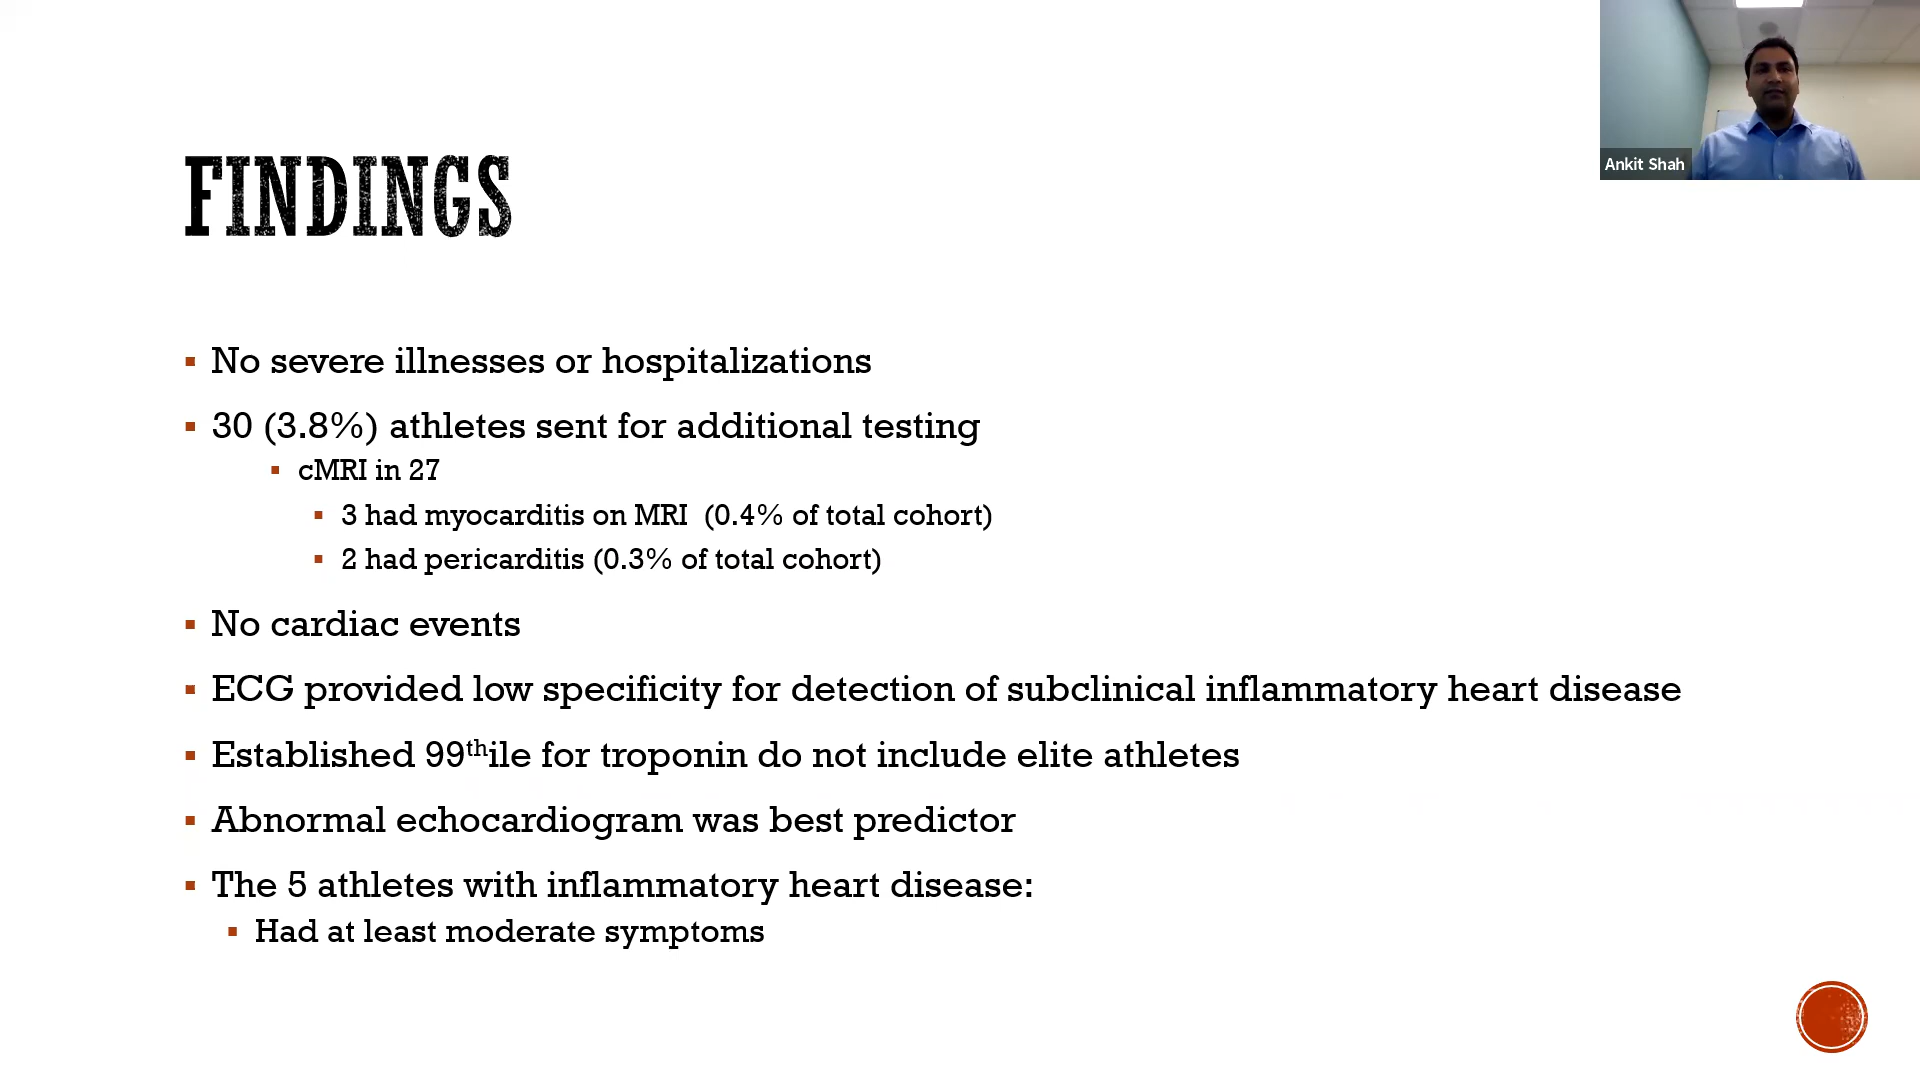 Ankit Shah
FINDINGS
No severe illnesses or hospitalizations
30 (3.8%) athletes sent for additional testing
cMRI in 27
3 had myocarditis on MRI (0.4% of total cohort)
2 had pericarditis (0.3% of total cohort)
No cardiac events
ECG provided low specificity for detection of subclinical inflammatory heart disease
Established 99thile for troponin do not include elite athletes
Abnormal echocardiogram was best predictor
The 5 athletes with inflammatory heart disease:
Had at least moderate symptoms